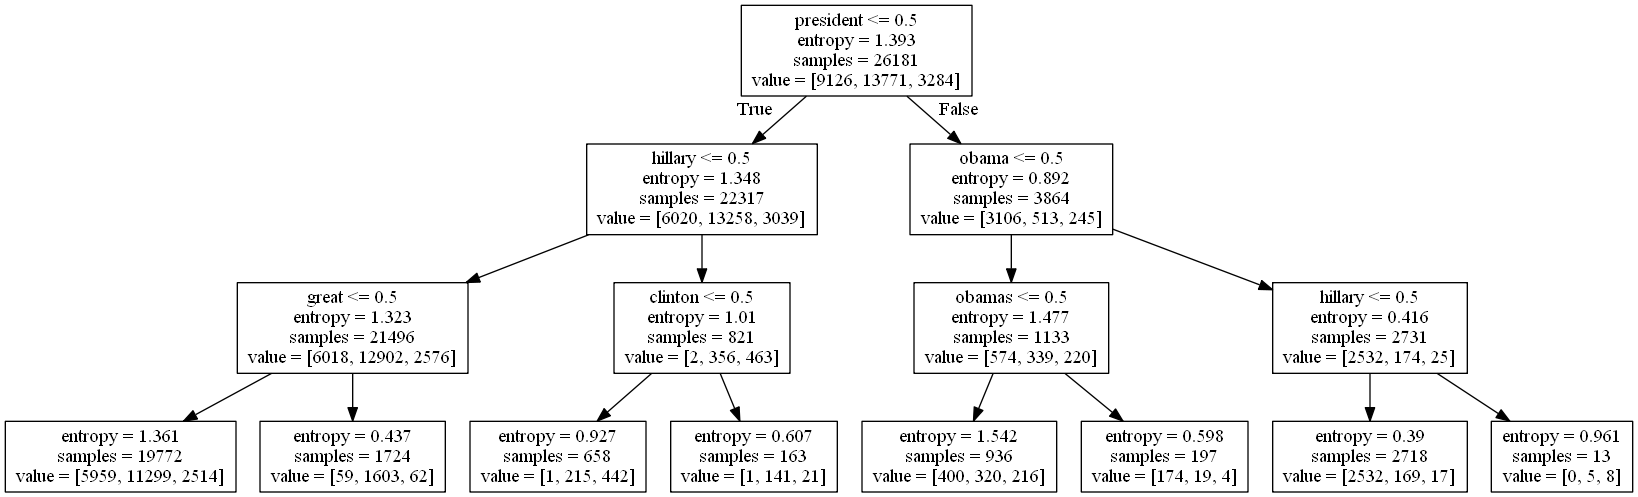 president <= 0.5
entropy = 1.393
samples = 26181
value = [9126, 13771, 3284]
True
False
hillary <= 0.5
entropy = 1.348
samples = 22317
value = [6020, 13258, 3039]
obama <= 0.5
entropy = 0.892
samples = 3864
value = [3106, 513, 245]
great <= 0.5
entropy = 1.323
samples = 21496
value = [6018, 12902, 2576]
clinton <= 0.5
entropy = 1.01
samples = 821
value = [2, 356, 463]
obamas <= 0.5
entropy = 1.477
samples = 1133
value = [574, 339, 220]
hillary <= 0.5
entropy = 0.416
samples = 2731
value = [2532, 174, 25]
entropy = 1.361
samples = 19772
value = [5959, 11299, 2514]
entropy = 0.437
samples = 1724
value = [59, 1603, 62]
entropy = 0.927
samples = 658
value = [1, 215, 442]
entropy = 0.607
samples = 163
value = [1, 141, 21]
entropy = 1.542
samples = 936
value = [400, 320, 216]
entropy = 0.598
samples = 197
value = [174, 19, 4]
entropy = 0.39
samples = 2718
value = [2532, 169, 17]
entropy = 0.961
samples = 13
value = [0, 5, 8]